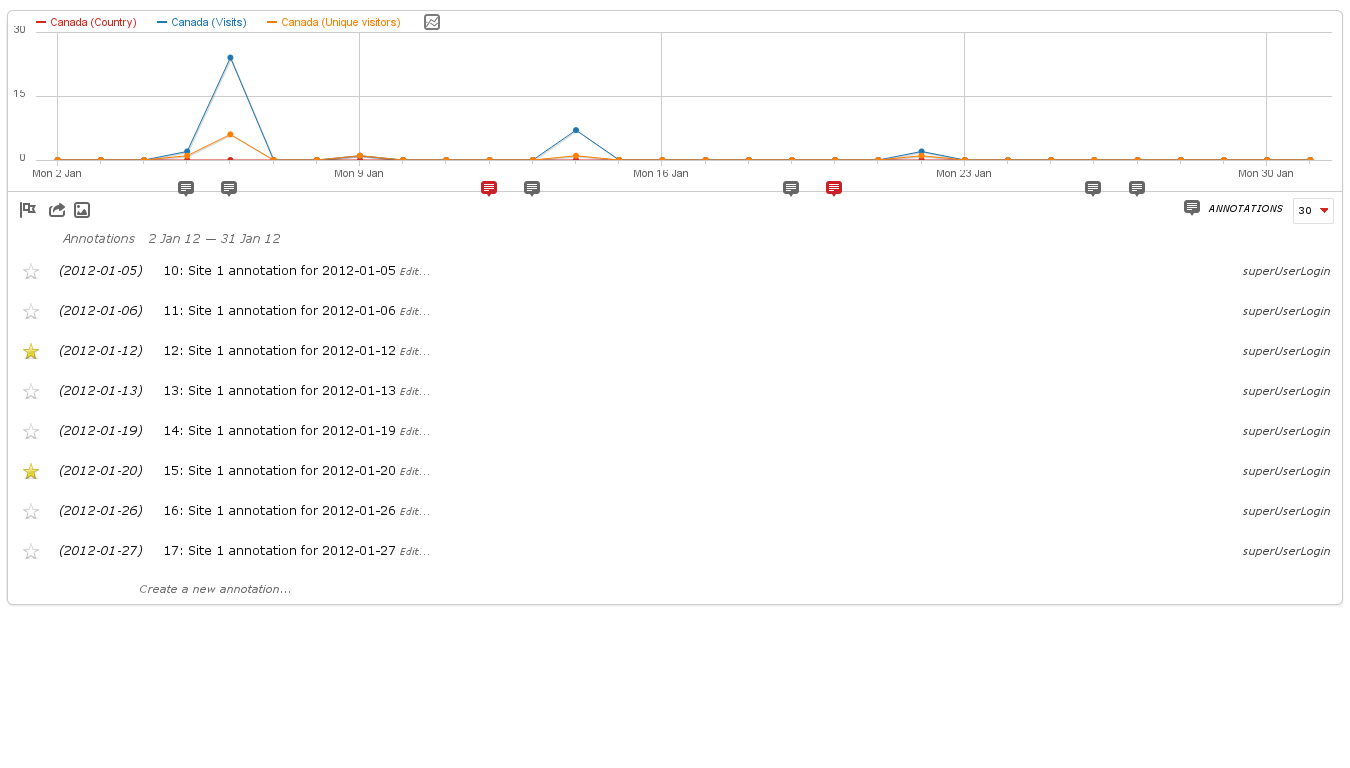 Canada (Country) Canada (Visits) Canada (Unique visitors)
30
15
0
Mon 2 Jan Mon 9 Jan Mon 16 Jan Mon 23 Jan Mon 30 Jan
ANNOTATIONS 30
Annotations 2 Jan 12 — 31 Jan 12
(2012-01-05) 10: Site 1 annotation for 2012-01-05 Edit... superUserLogin
(2012-01-06) 11: Site 1 annotation for 2012-01-06 Edit... superUserLogin
(2012-01-12) 12: Site 1 annotation for 2012-01-12 Edit... superUserLogin
(2012-01-13) 13: Site 1 annotation for 2012-01-13 Edit... superUserLogin
(2012-01-19) 14: Site 1 annotation for 2012-01-19 Edit... superUserLogin
(2012-01-20) 15: Site 1 annotation for 2012-01-20 Edit... superUserLogin
(2012-01-26) 16: Site 1 annotation for 2012-01-26 Edit... superUserLogin
(2012-01-27) 17: Site 1 annotation for 2012-01-27 Edit... superUserLogin
Create a new annotation...